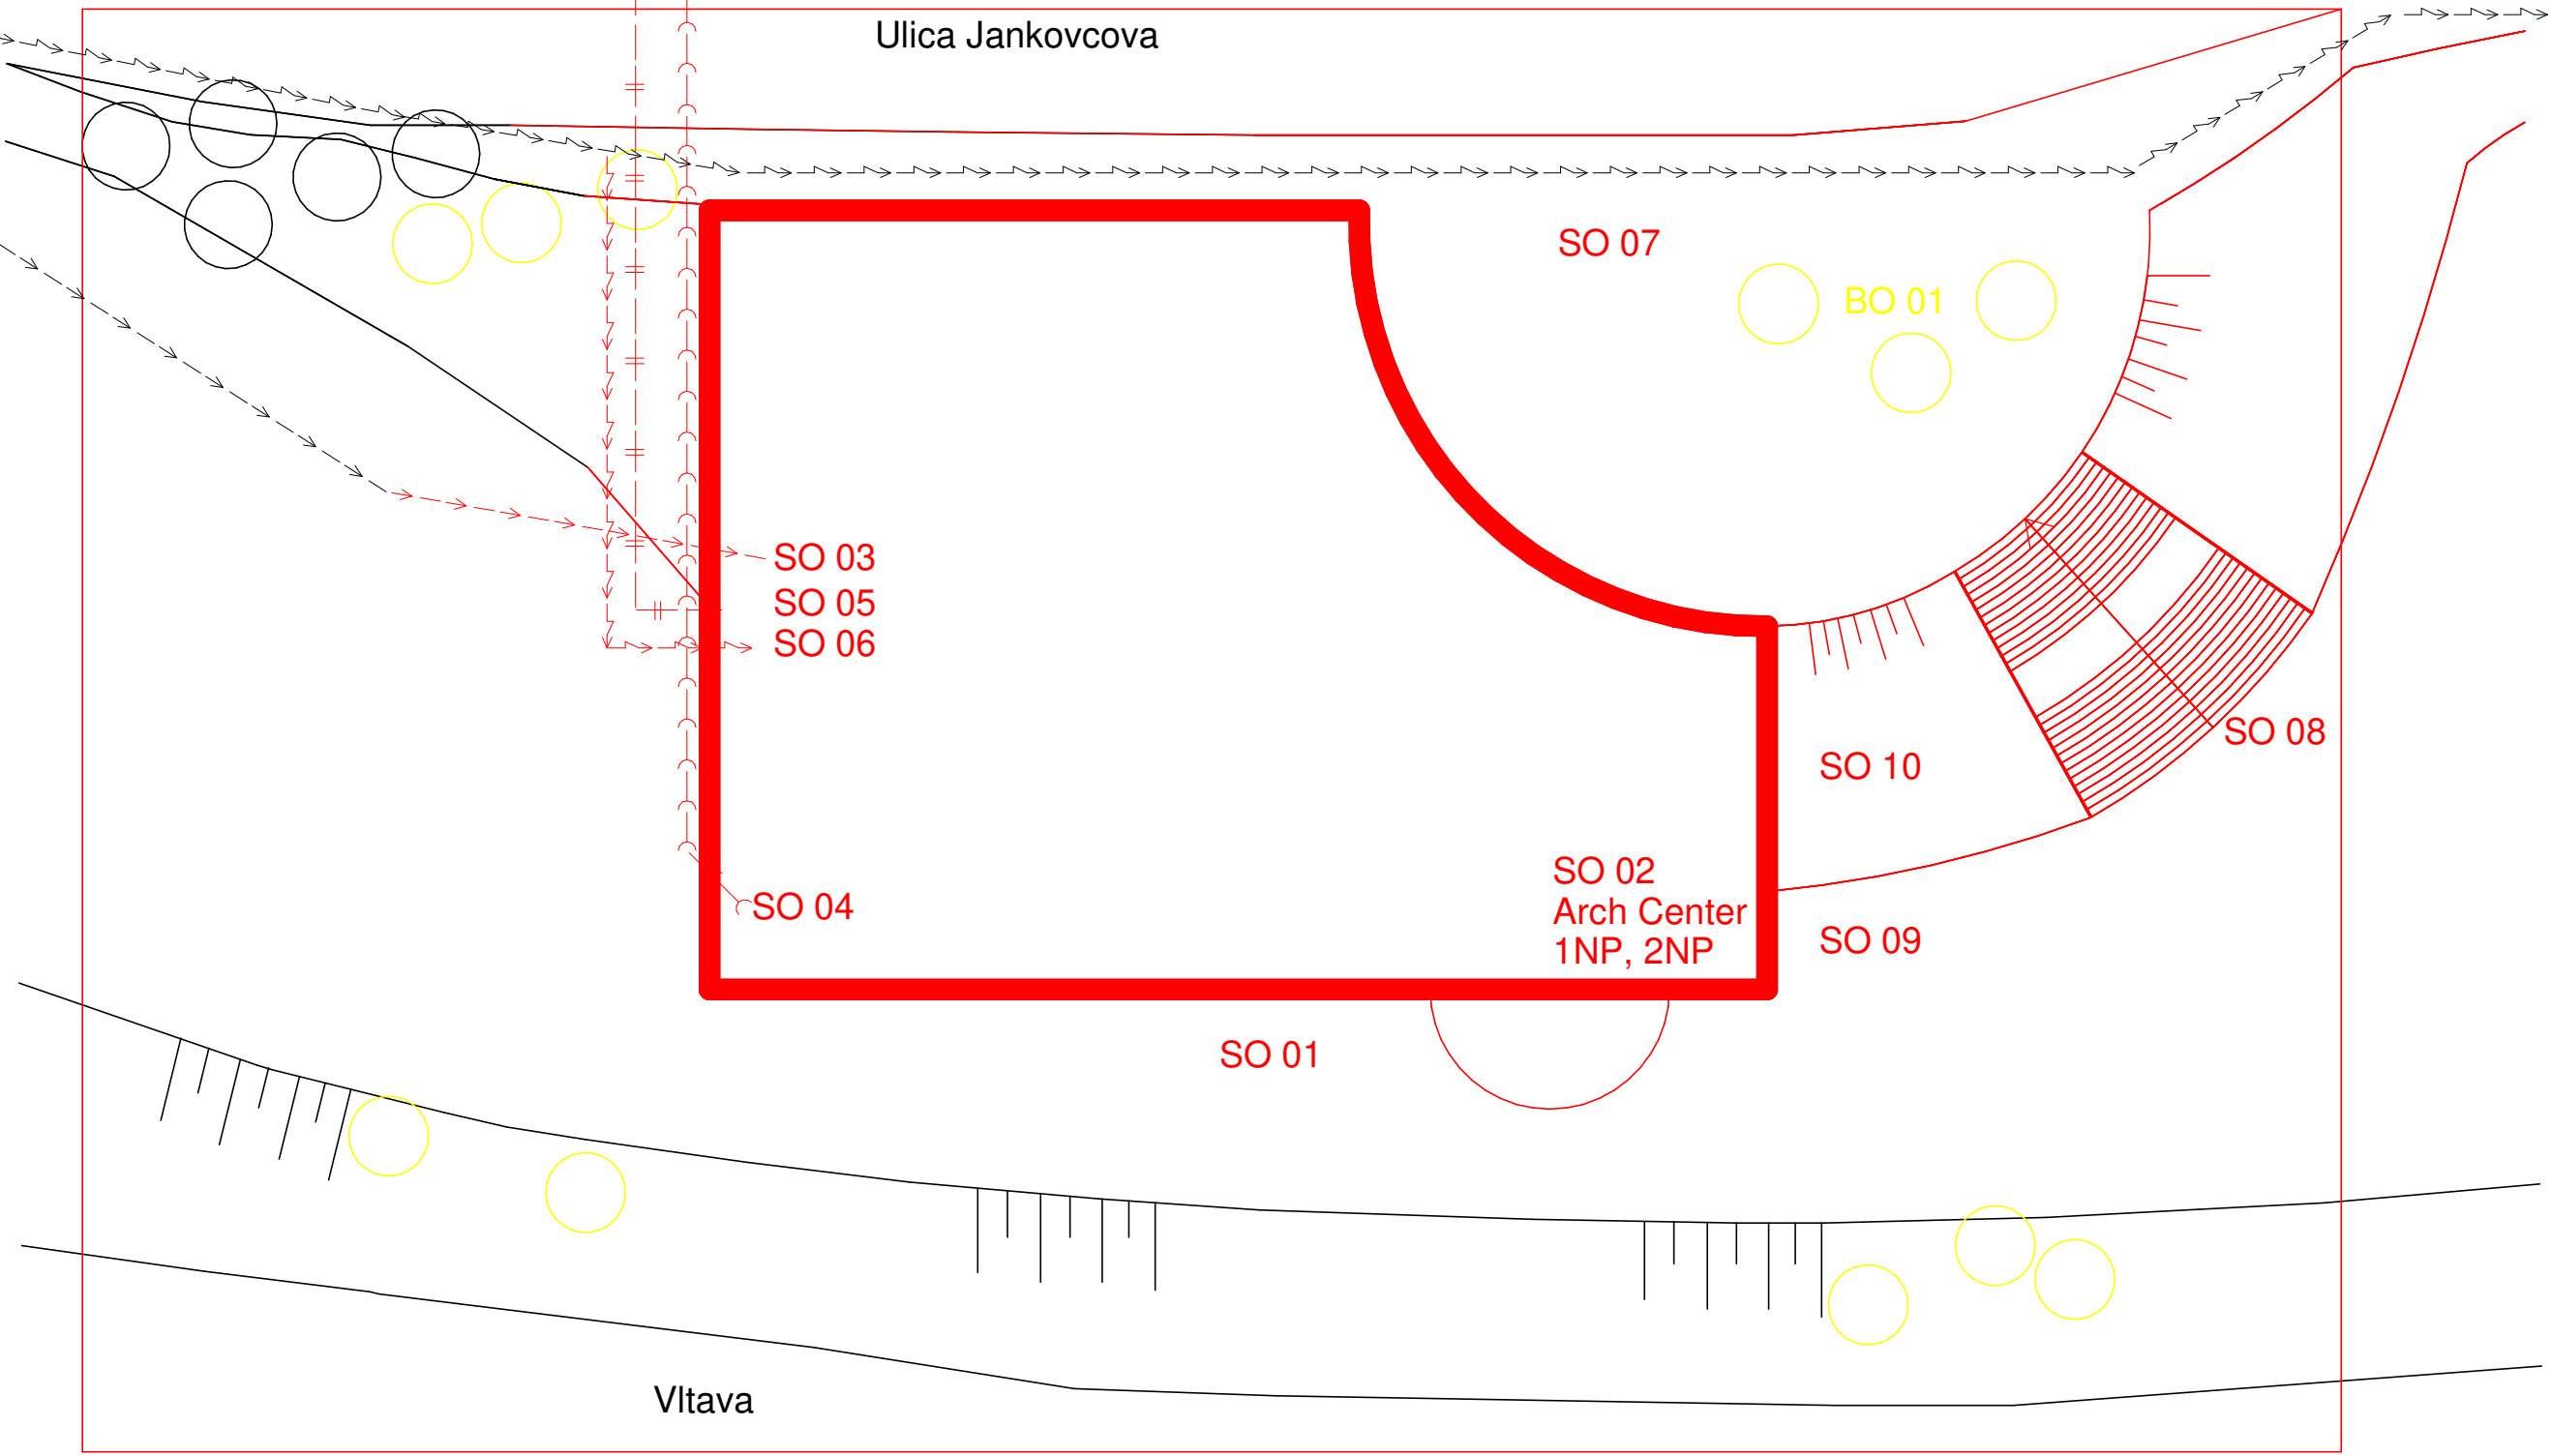 Ulica Jankovcova
SO 07
BO 01
SO 03
SO 05
SO 06
SO 08
SO 10
SO 02
Arch Center
1NP, 2NP
SO 04
SO 09
SO 01
Vltava